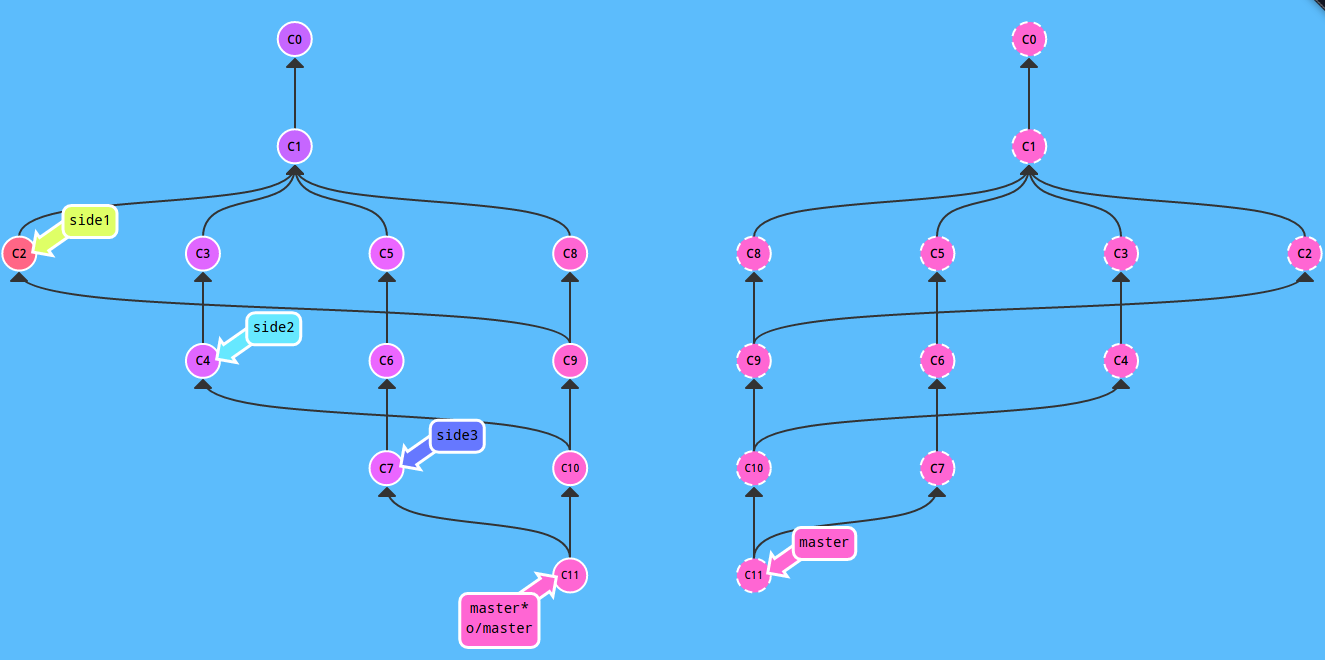 C0
C0
C1
C1
side1
C2
C3
C5
C8
C8
C5
C3
C2
side2
C4
C6
C9
C9
C6
C4
side3
C7
C10
C10
C7
master
C11
C11
master*
o/master